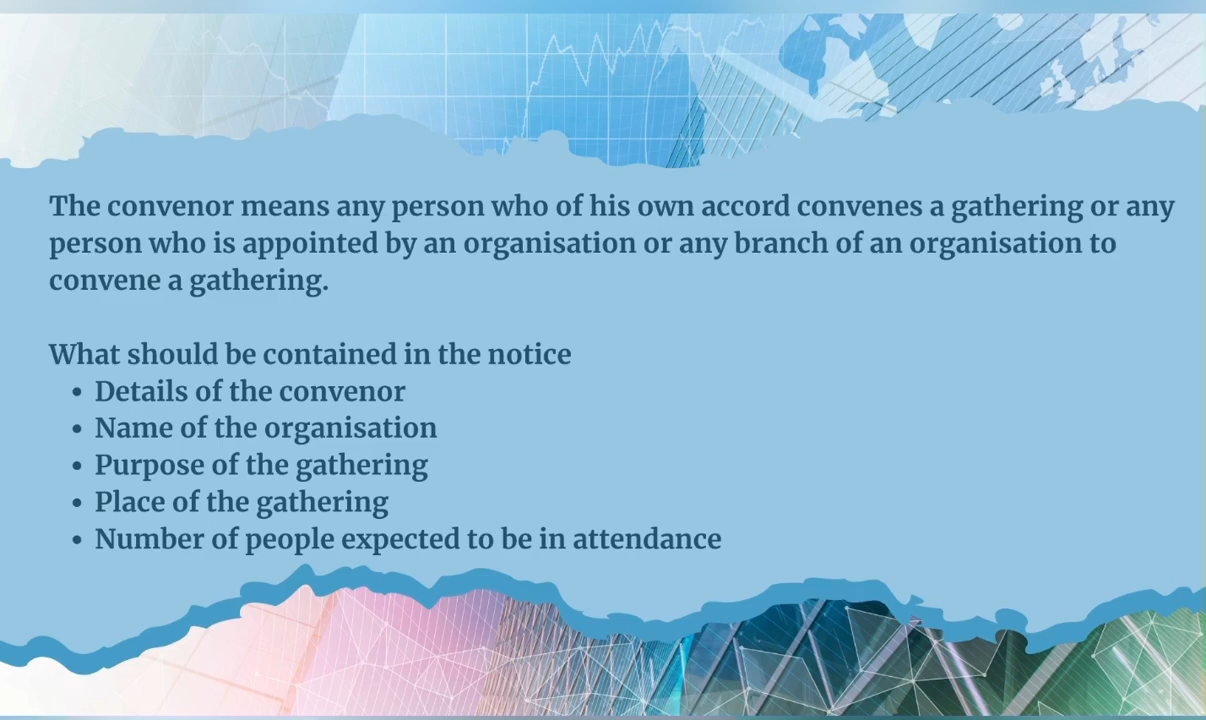 The convenor means any person who of his own accord convenes a gathering or any
person who is appointed by an organisation or any branch of an organisation to
convene a gathering.
What should be contained in the notice
• Details of the convenor
• Name of the organisation
• Purpose of the gathering
• Place of the gathering
• Number of people expected to be in attendance